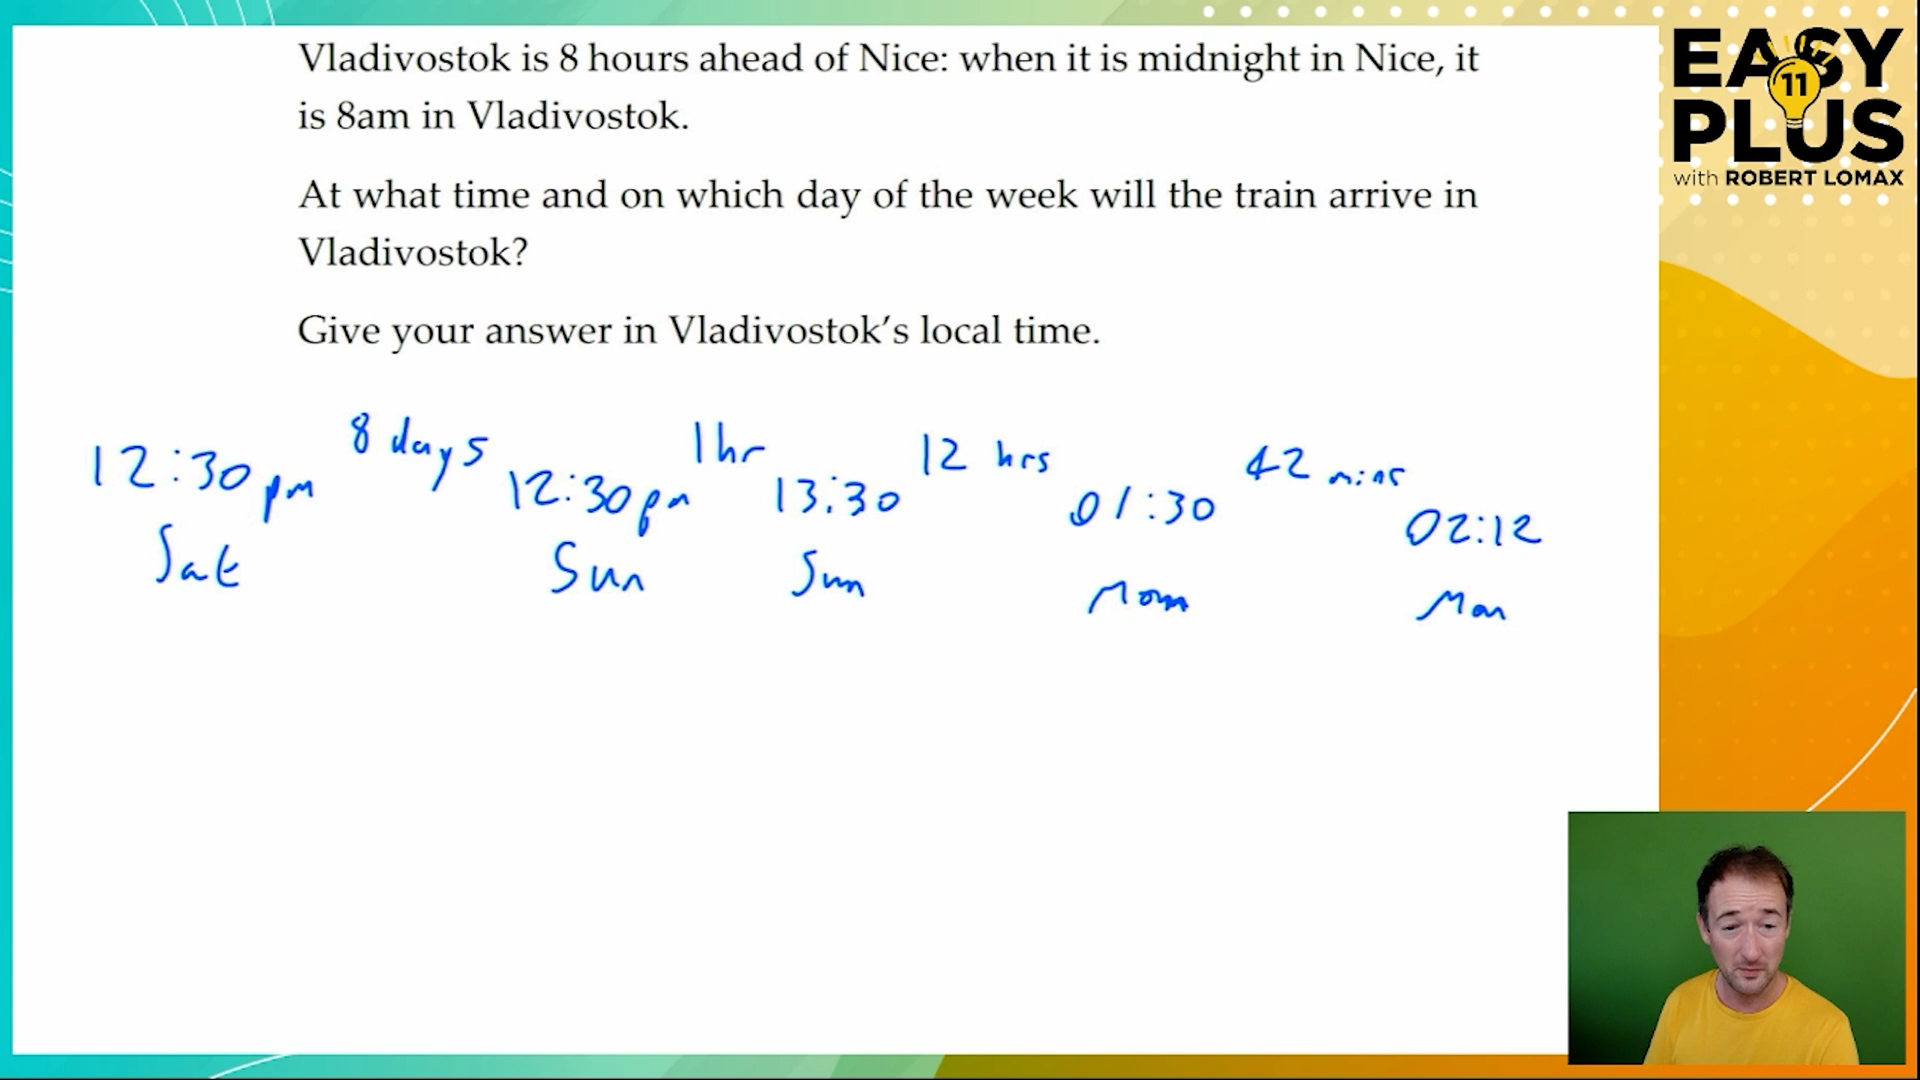 Vladivostok is 8 hours ahead of Nice: when it is midnight in Nice, it
is 8am in Vladivostok.
At what time and on which day of the week will the train arrive in
Vladivostok?
Give your answer in Vladivostok's local time.
8 days 1hr 12 hrs 42 mins
12:30pm 12:30pm 13:30 01:30 02:12
Sat Sun Sun Mon Mon
EASY
11
PLUS
with ROBERT LOMAX